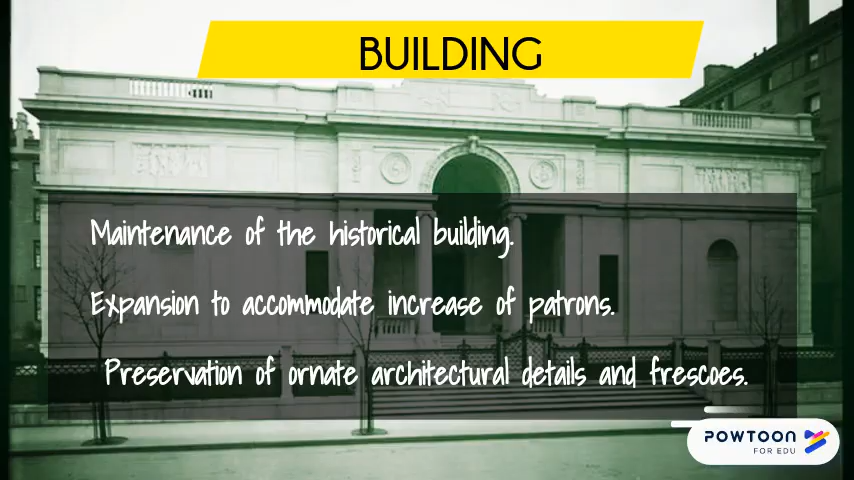 BUILDING
Maintenance of the historical building.
Expansion to accommodate increase of patrons.
Preservation of ornate architectural details and frescoes.
POWTOON
FOR EDU